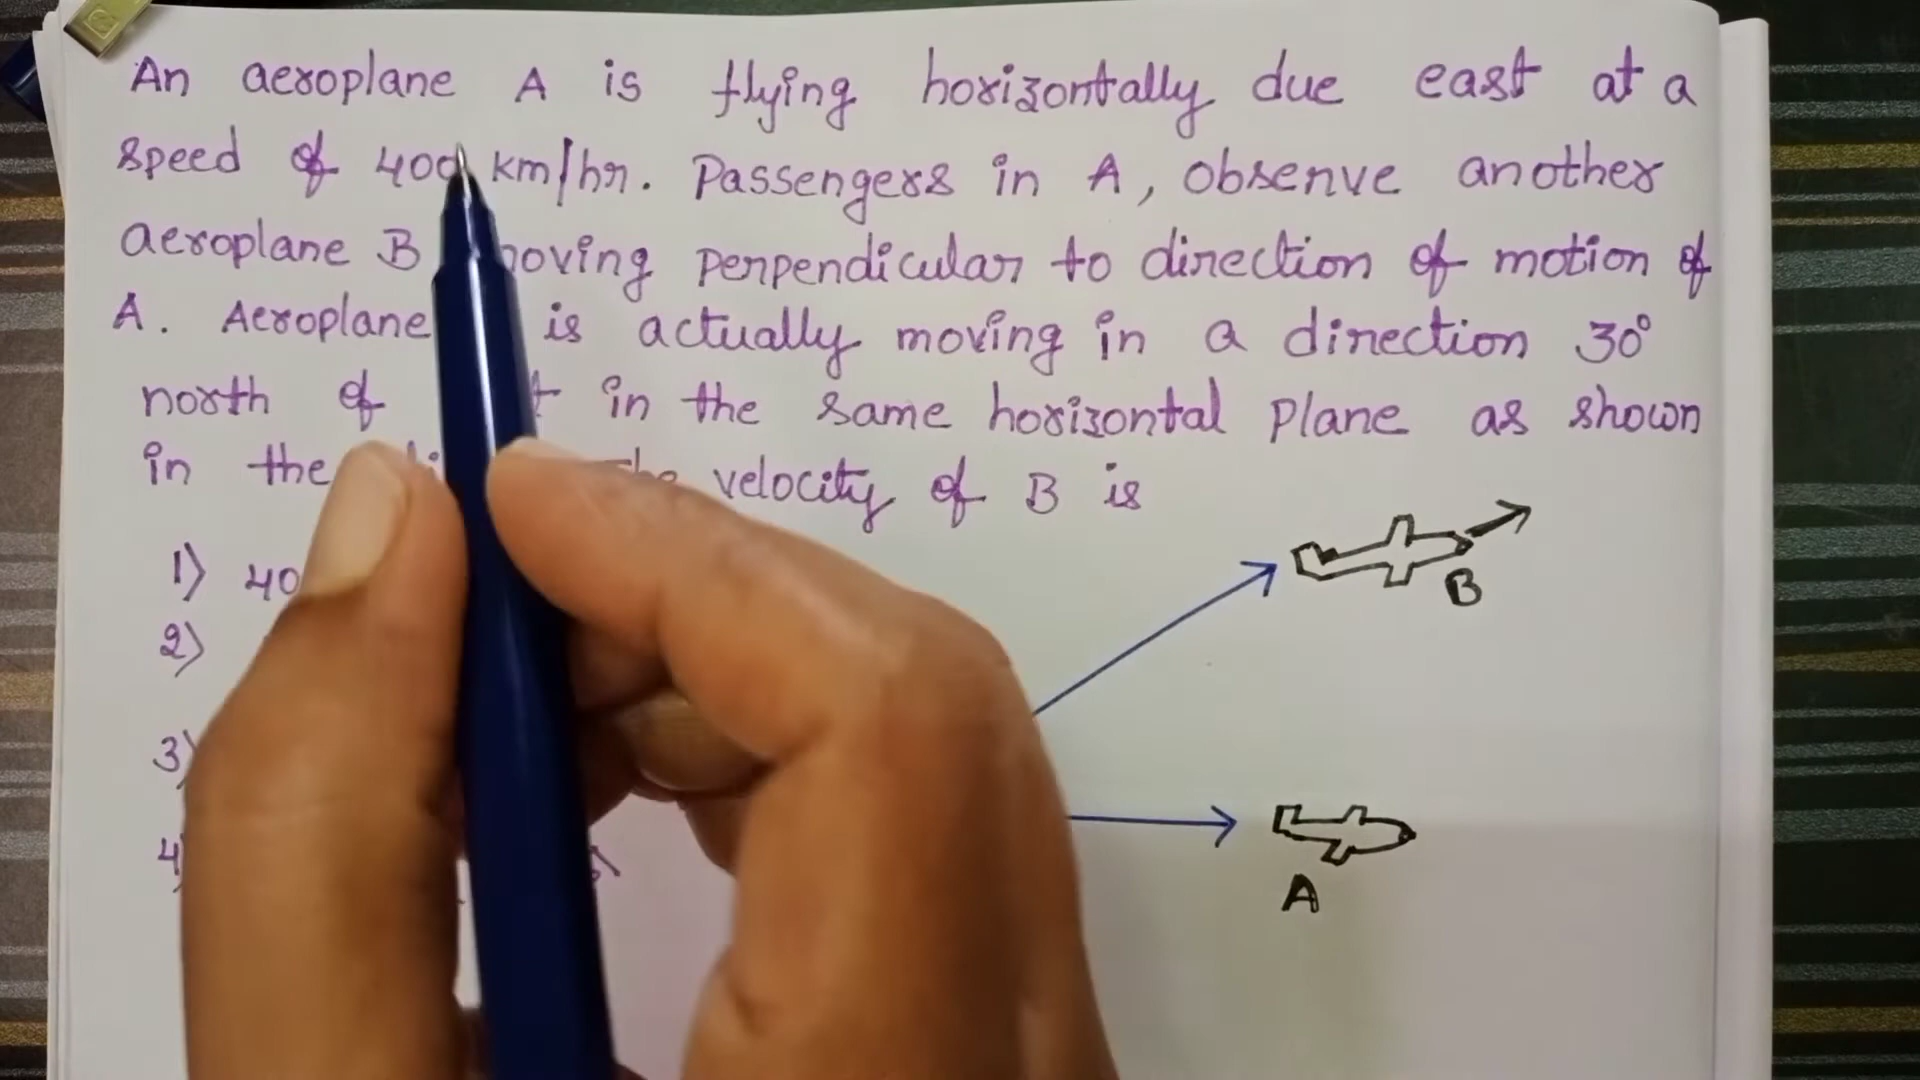 An aeroplane A is flying horizontally due east at a
speed of 400 km/hr. Passengers in A, observe another
aeroplane B moving perpendicular to direction of motion of
A. Aeroplane is actually moving in a direction 30°
north of in the same horizontal plane as shown
in the velocity of B is
1) 40
2)
3)
4)
B
A